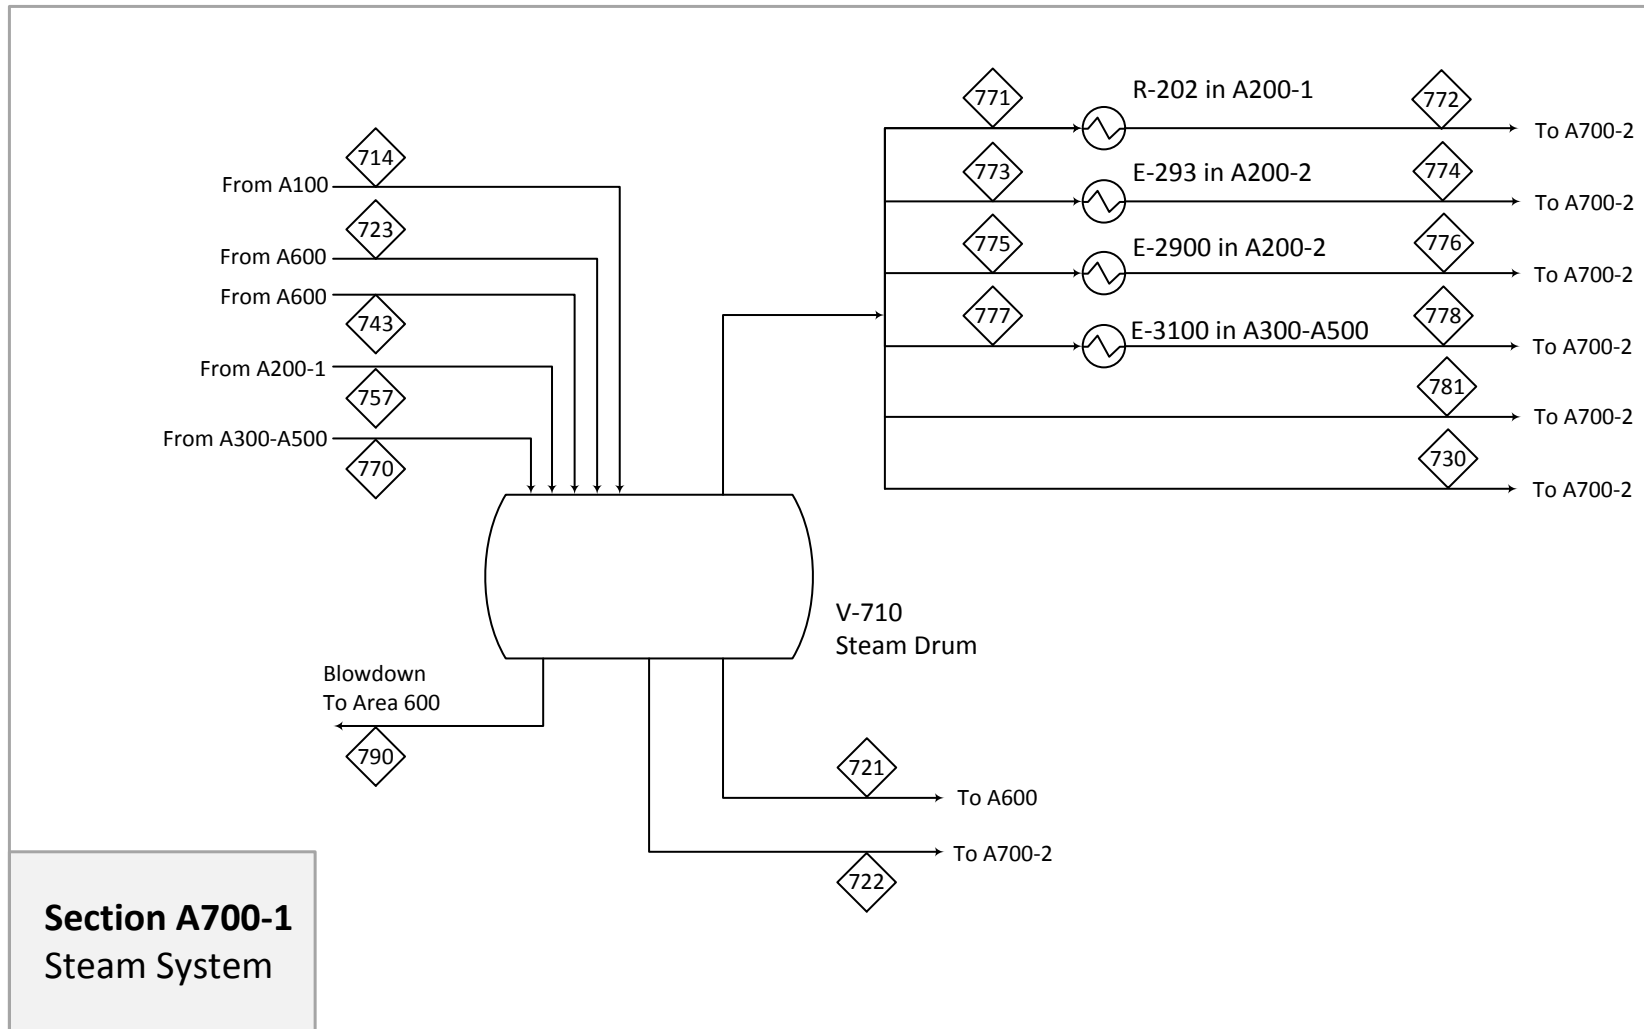 771
R-202 in A200-1
772
To A700-2
773
E-293 in A200-2
774
To A700-2
775
E-2900 in A200-2
776
To A700-2
777
E-3100 in A300-A500
778
To A700-2
781
To A700-2
730
To A700-2
714
From A100
723
From A600
From A600
743
From A200-1
757
From A300-A500
770
V-710
Steam Drum
Blowdown
To Area 600
790
721
To A600
To A700-2
722
Section A700-1
Steam System